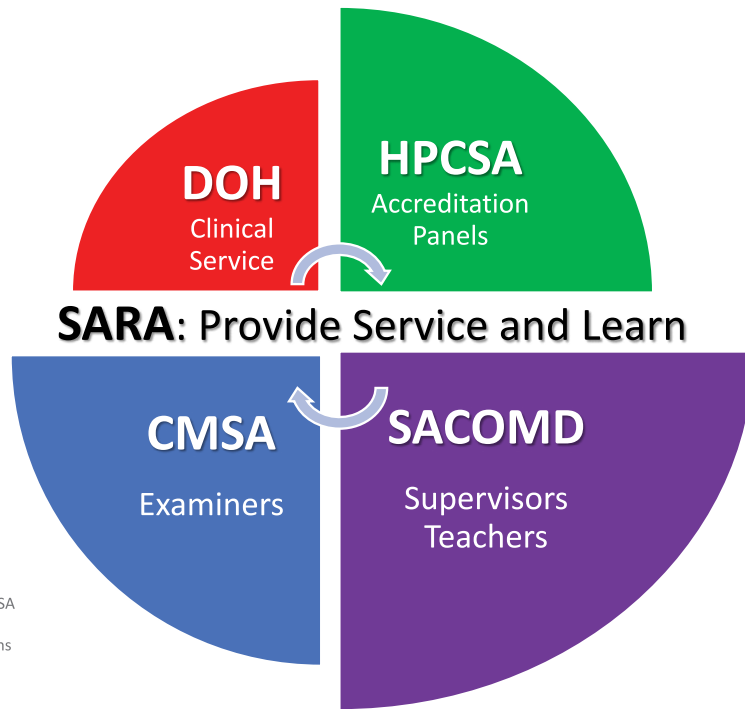 DOH
Clinical
Service
HPCSA
Accreditation
Panels
SARA: Provide Service and Learn
CMSA
Examiners
SACOMD
Supervisors
Teachers